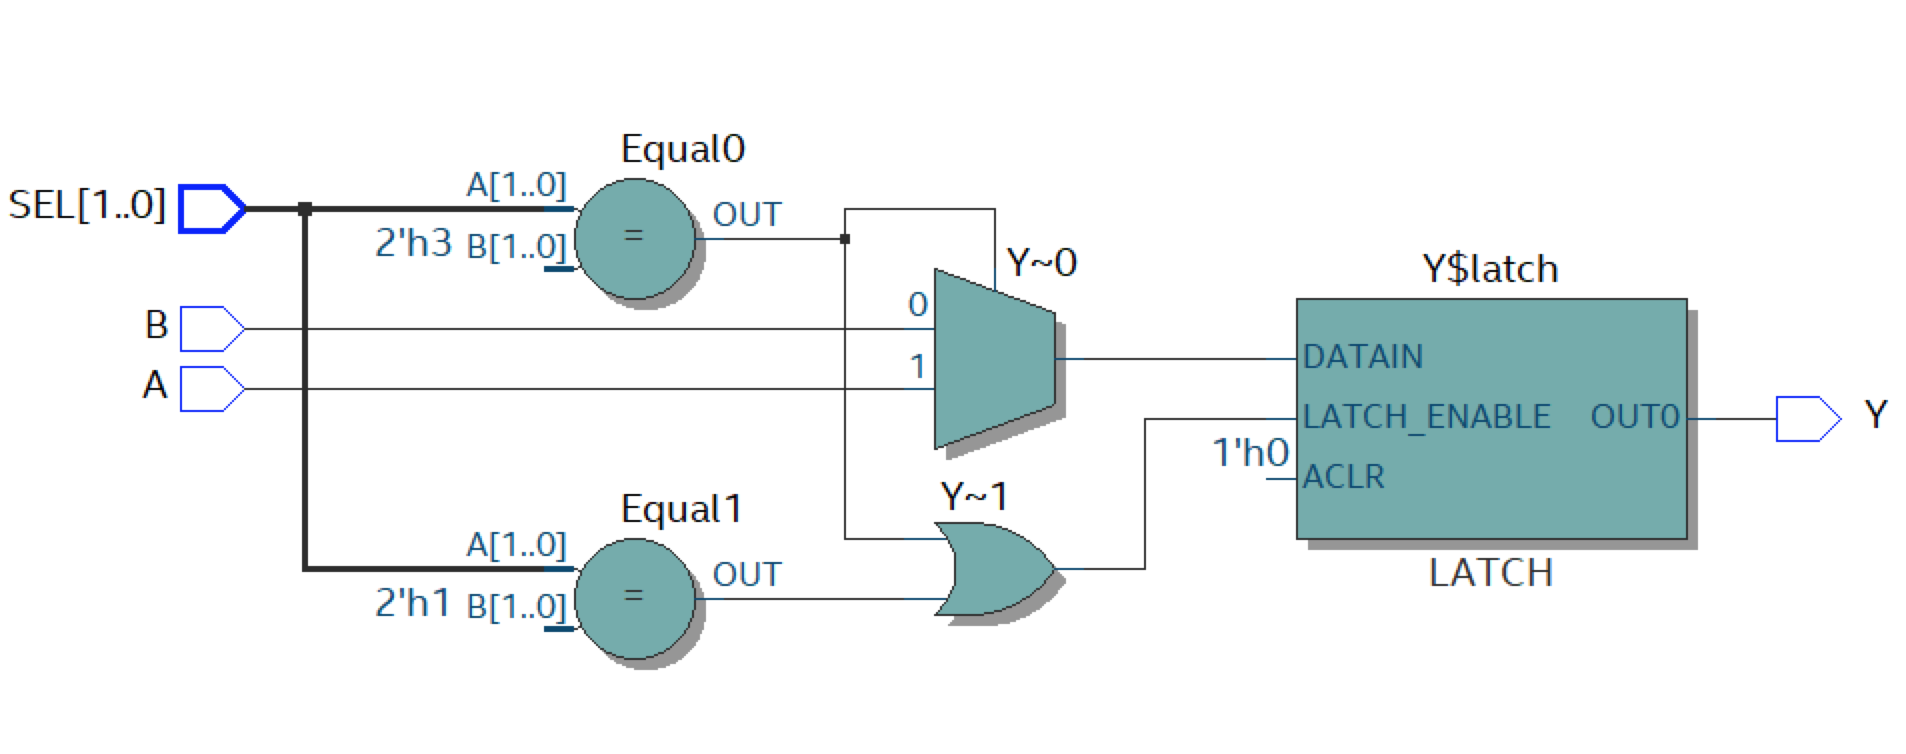 Equal0
SEL[1..0]
A[1..0]
2'h3 B[1..0]
=
OUT
B
A
0
1
Y~0
Y$latch
DATAIN
LATCH_ENABLE
OUT0
1'h0
ACLR
LATCH
Y
Equal1
A[1..0]
2'h1 B[1..0]
=
OUT
Y~1